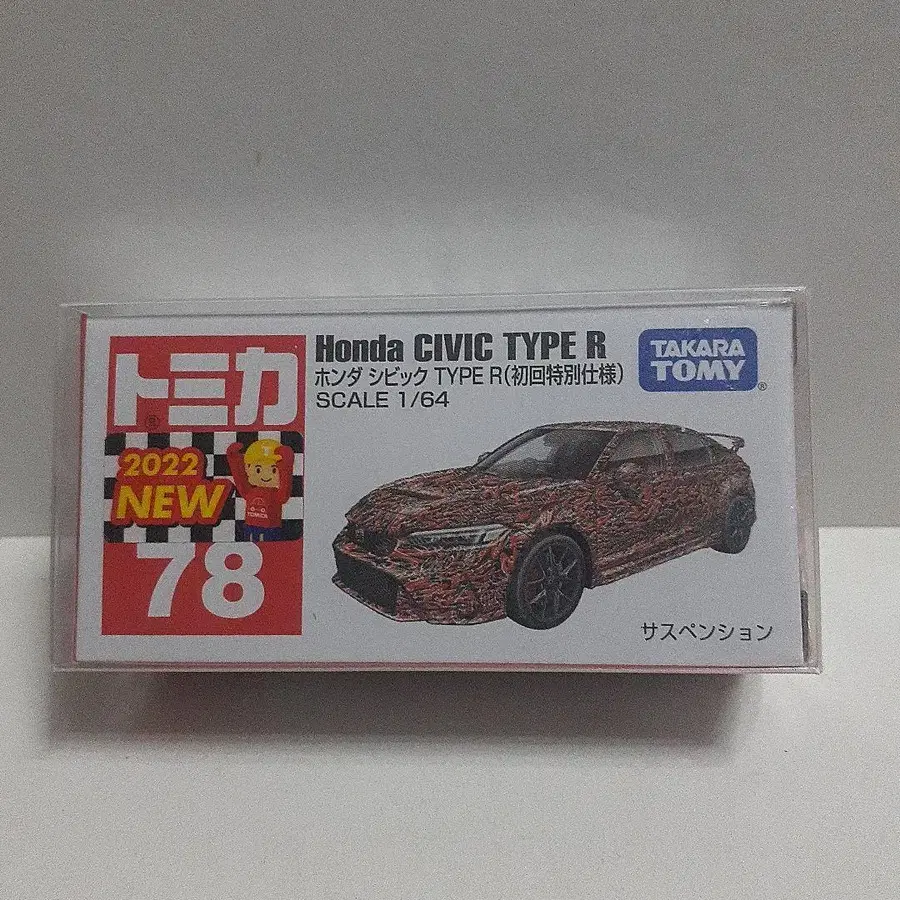 トミカ
2022
NEW
TOMICA
78
Honda CIVIC TYPE R
ホンダ シビック TYPE R(初回特別仕様)
SCALE 1/64
TAKARA
TOMY®
サスペンション